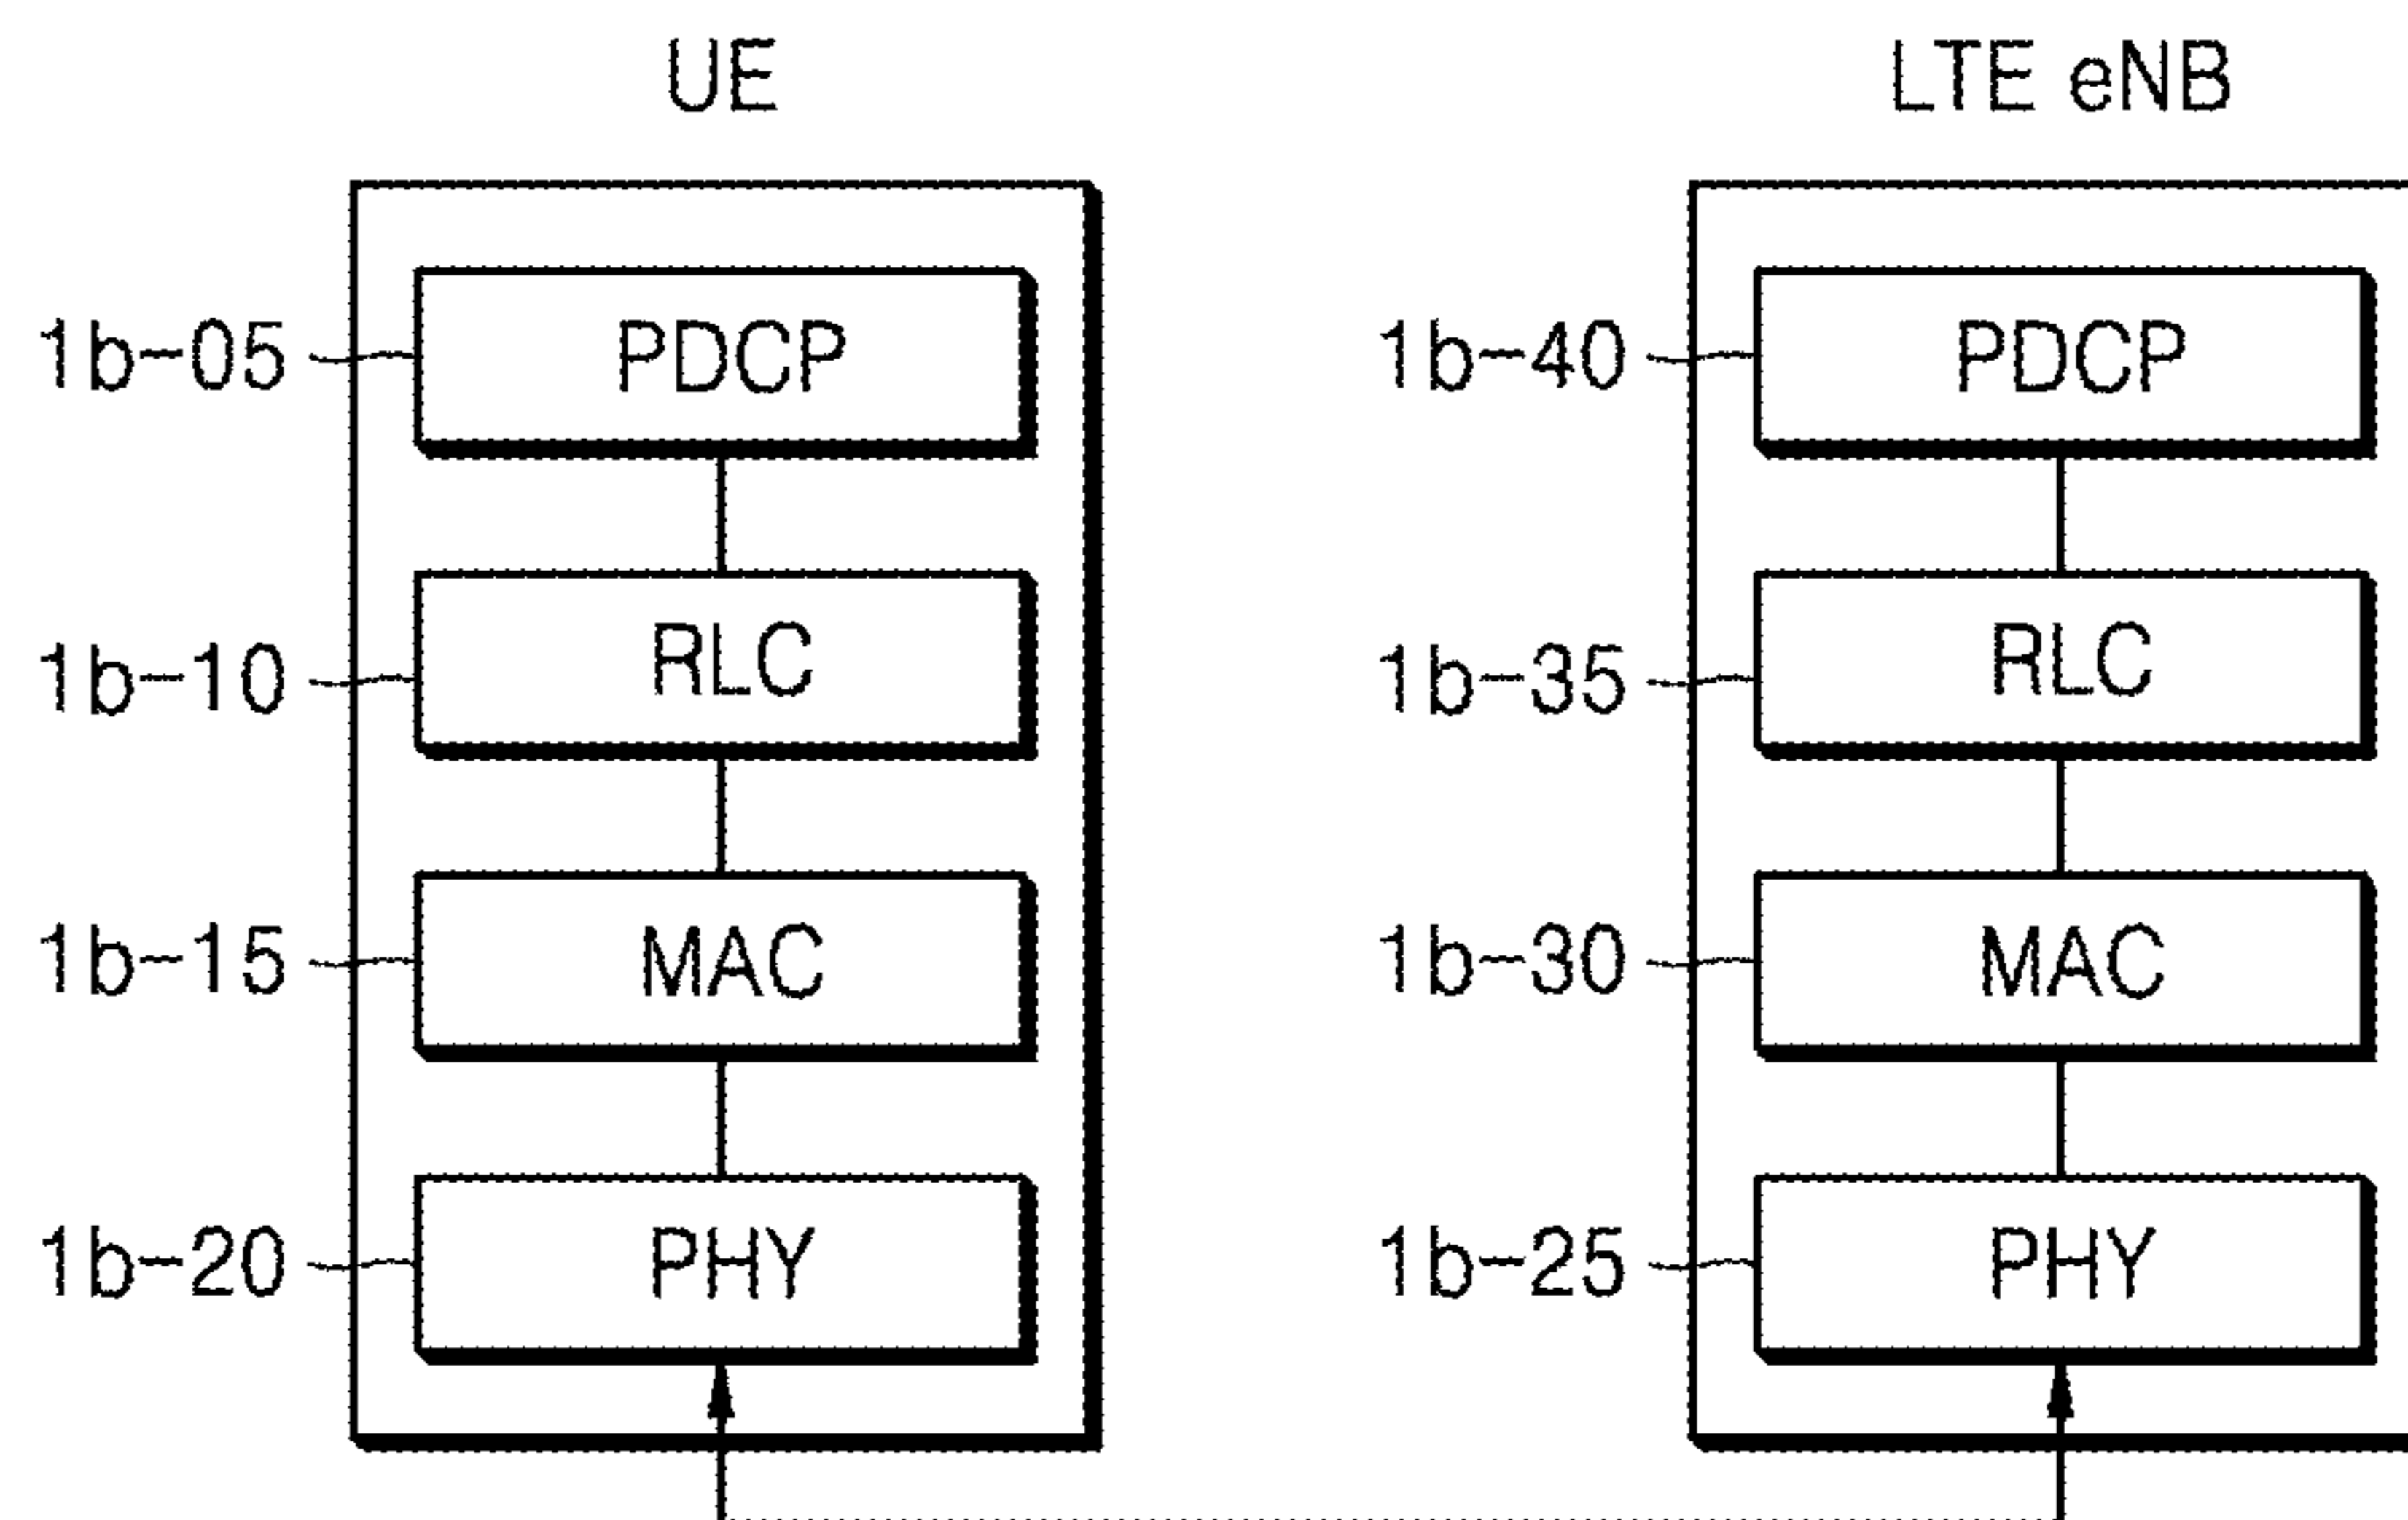 UE
LTE eNB
1b-05
PDCP
1b-40
PDCP
1b-10
RLC
1b-35
RLC
1b-15
MAC
1b-30
MAC
1b-20
PHY
1b-25
PHY